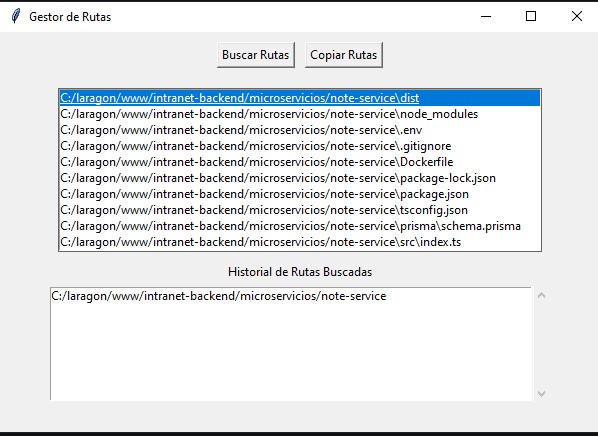 Gestor de Rutas
Buscar Rutas Copiar Rutas
C:/laragon/www/intranet-backend/microservicios/note-service\dist
C:/laragon/www/intranet-backend/microservicios/note-service\node_modules
C:/laragon/www/intranet-backend/microservicios/note-service\.env
C:/laragon/www/intranet-backend/microservicios/note-service\.gitignore
C:/laragon/www/intranet-backend/microservicios/note-service\Dockerfile
C:/laragon/www/intranet-backend/microservicios/note-service\package-lock.json
C:/laragon/www/intranet-backend/microservicios/note-service\package.json
C:/laragon/www/intranet-backend/microservicios/note-service\tsconfig.json
C:/laragon/www/intranet-backend/microservicios/note-service\prisma\schema.prisma
C:/laragon/www/intranet-backend/microservicios/note-service\src\index.ts
Historial de Rutas Buscadas
C:/laragon/www/intranet-backend/microservicios/note-service